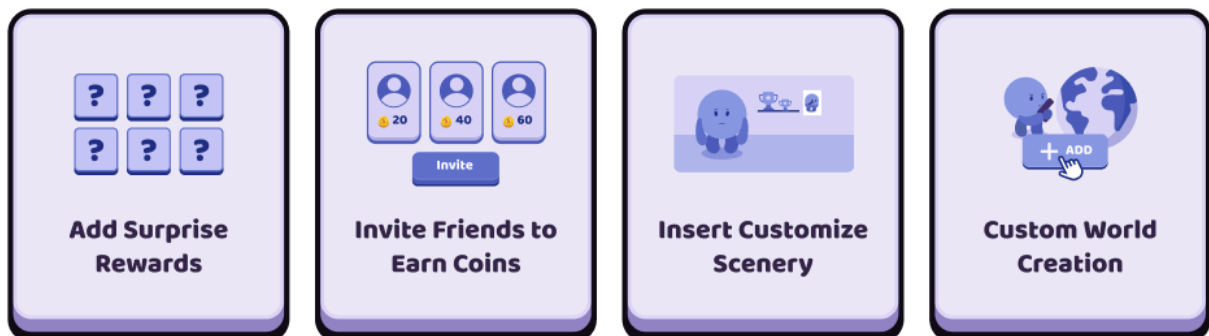 ? ? ?
? ? ?
Add Surprise
Rewards
20 40 60
Invite
Invite Friends to
Earn Coins
Insert Customize
Scenery
+ ADD
Custom World
Creation